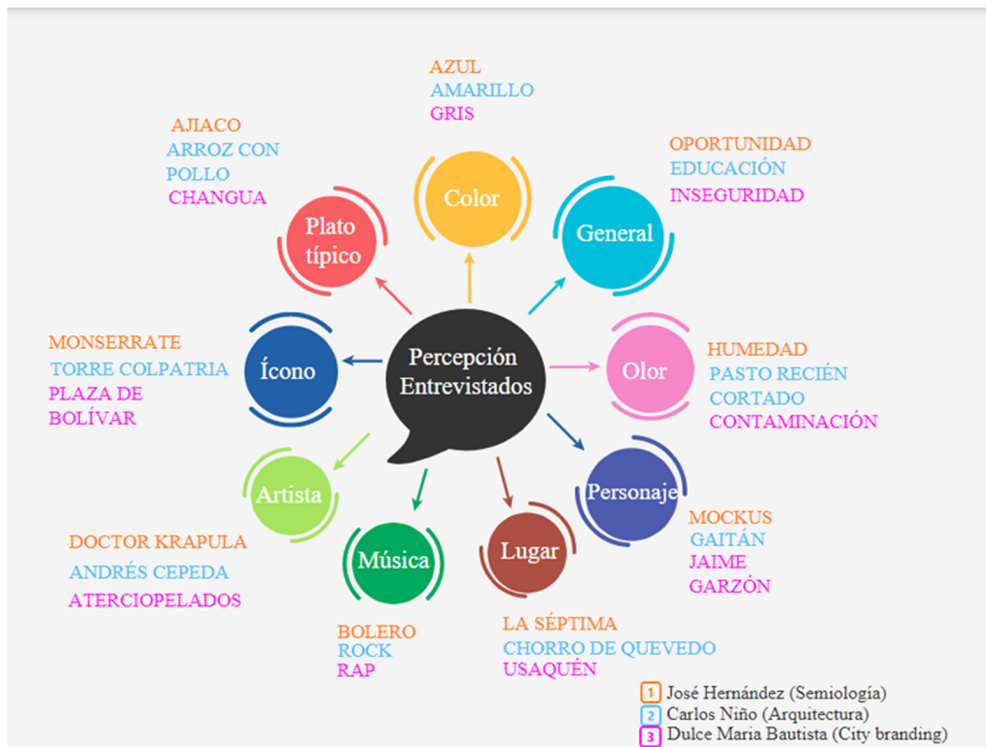 AZUL
AMARILLO
GRIS
Color
AJIACO
ARROZ CON
POLLO
CHANGUA
Plato
típico
OPORTUNIDAD
EDUCACIÓN
INSEGURIDAD
General
Percepción
Entrevistados
MONSERRATE
TORRE COLPATRIA
PLAZA DE
BOLÍVAR
Ícono
Olor
HUMEDAD
PASTO RECIÉN
CORTADO
CONTAMINACIÓN
Artista
DOCTOR KRAPULA
ANDRÉS CEPEDA
ATERCIOPELADOS
Personaje
MOCKUS
GAITÁN
JAIME
GARZÓN
Música
BOLERO
ROCK
RAP
Lugar
LA SÉPTIMA
CHORRO DE QUEVEDO
USAQUÉN
1 José Hernández (Semiología)
2 Carlos Niño (Arquitectura)
3 Dulce Maria Bautista (City branding)